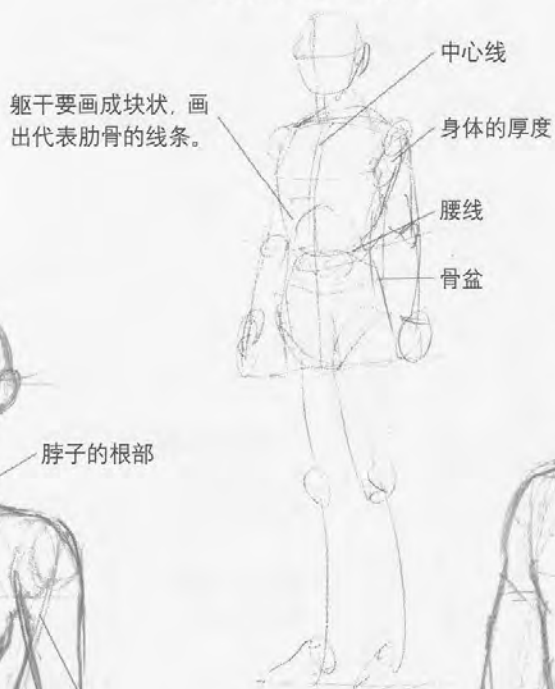 中心线
躯干要画成块状，画
出代表肋骨的线条。
身体的厚度
腰线
骨盆
脖子的根部